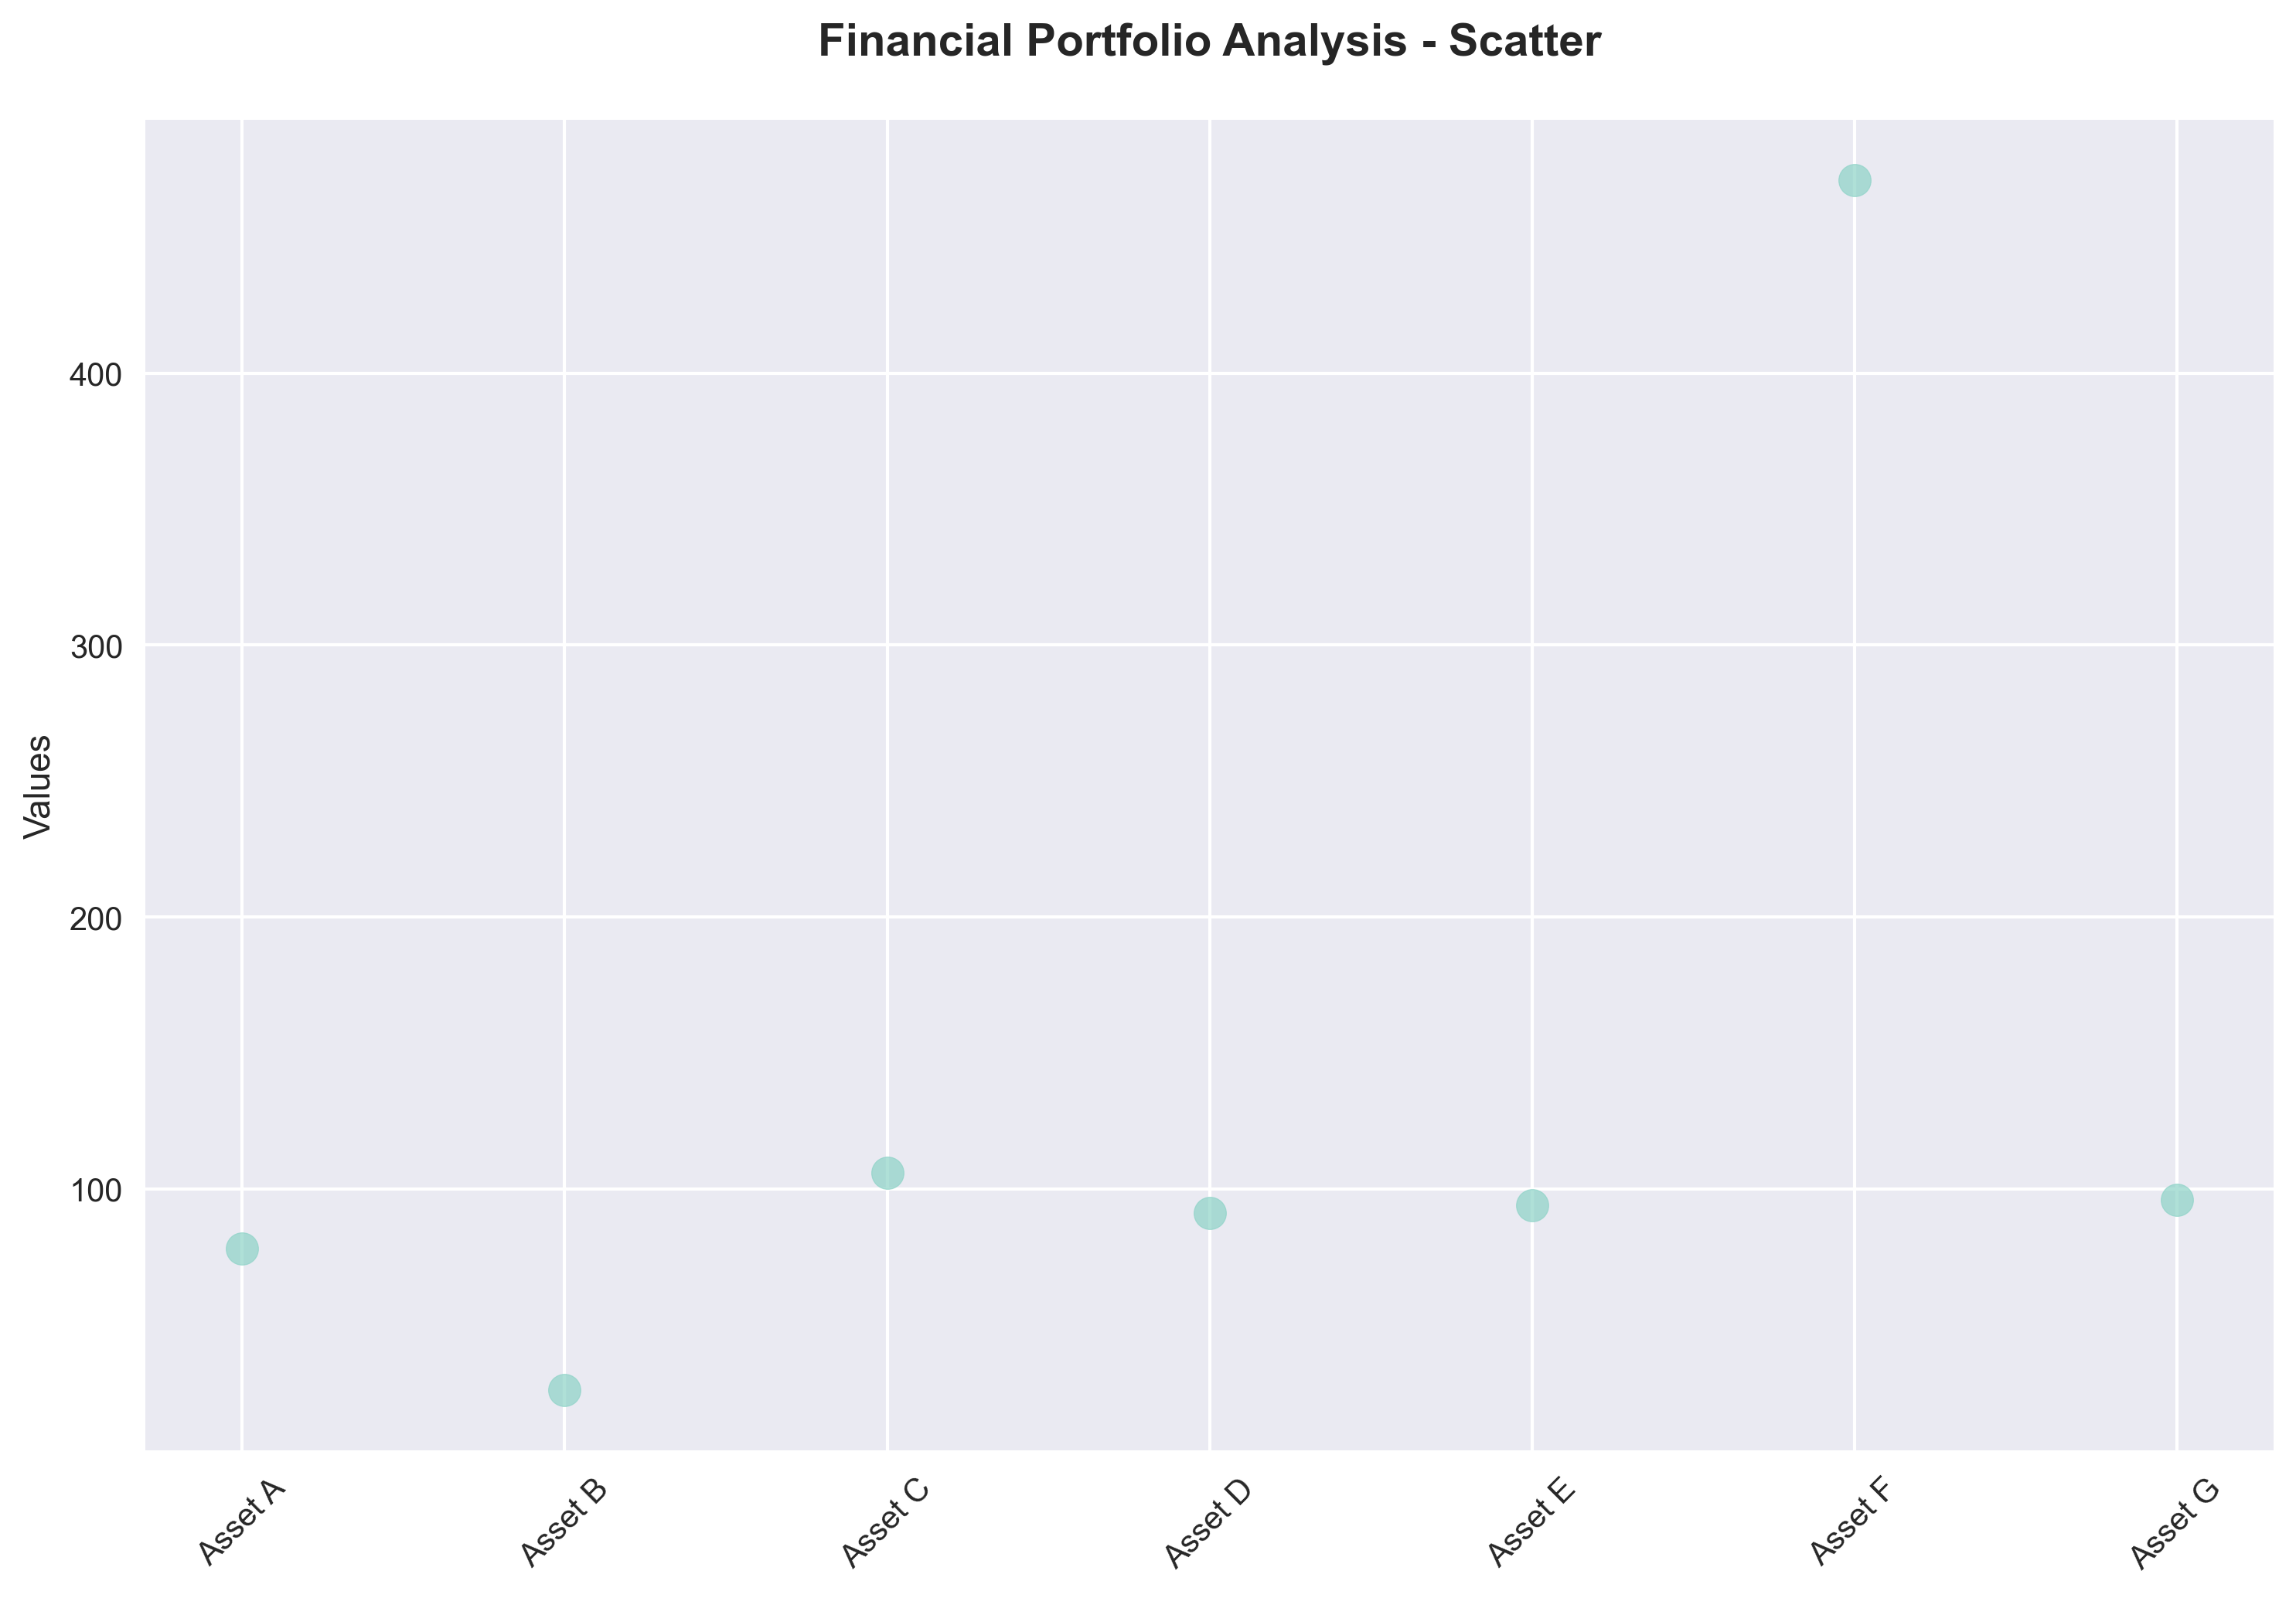 Financial Portfolio Analysis - Scatter
400
300
200
100
Values
Asset A
Asset B
Asset C
Asset D
Asset E
Asset F
Asset G